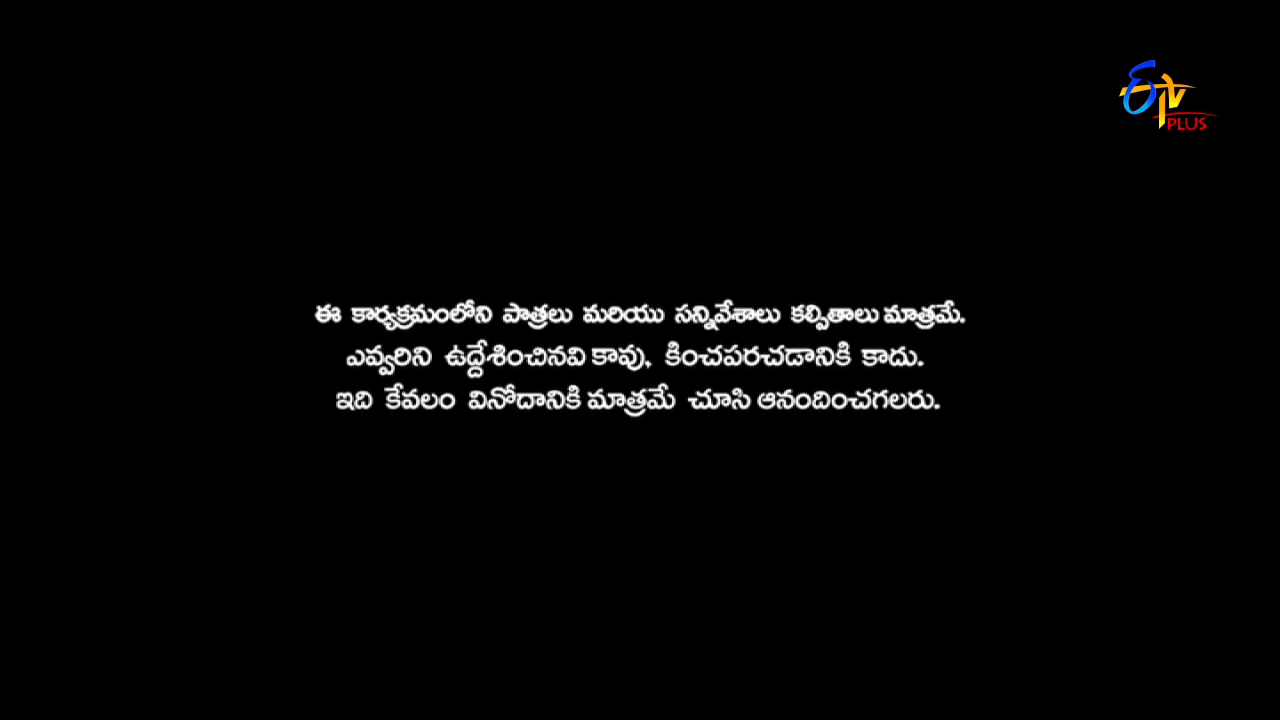 ETV
PLUS
ఈ కార్యక్రమంలోని పాత్రలు మరియు సన్నివేశాలు కల్పితాలు మాత్రమే.
ఎవ్వరిని ఉద్దేశించినవి కావు, కించపరచడానికి కాదు.
ఇది కేవలం వినోదానికి మాత్రమే చూసి ఆనందించగలరు.